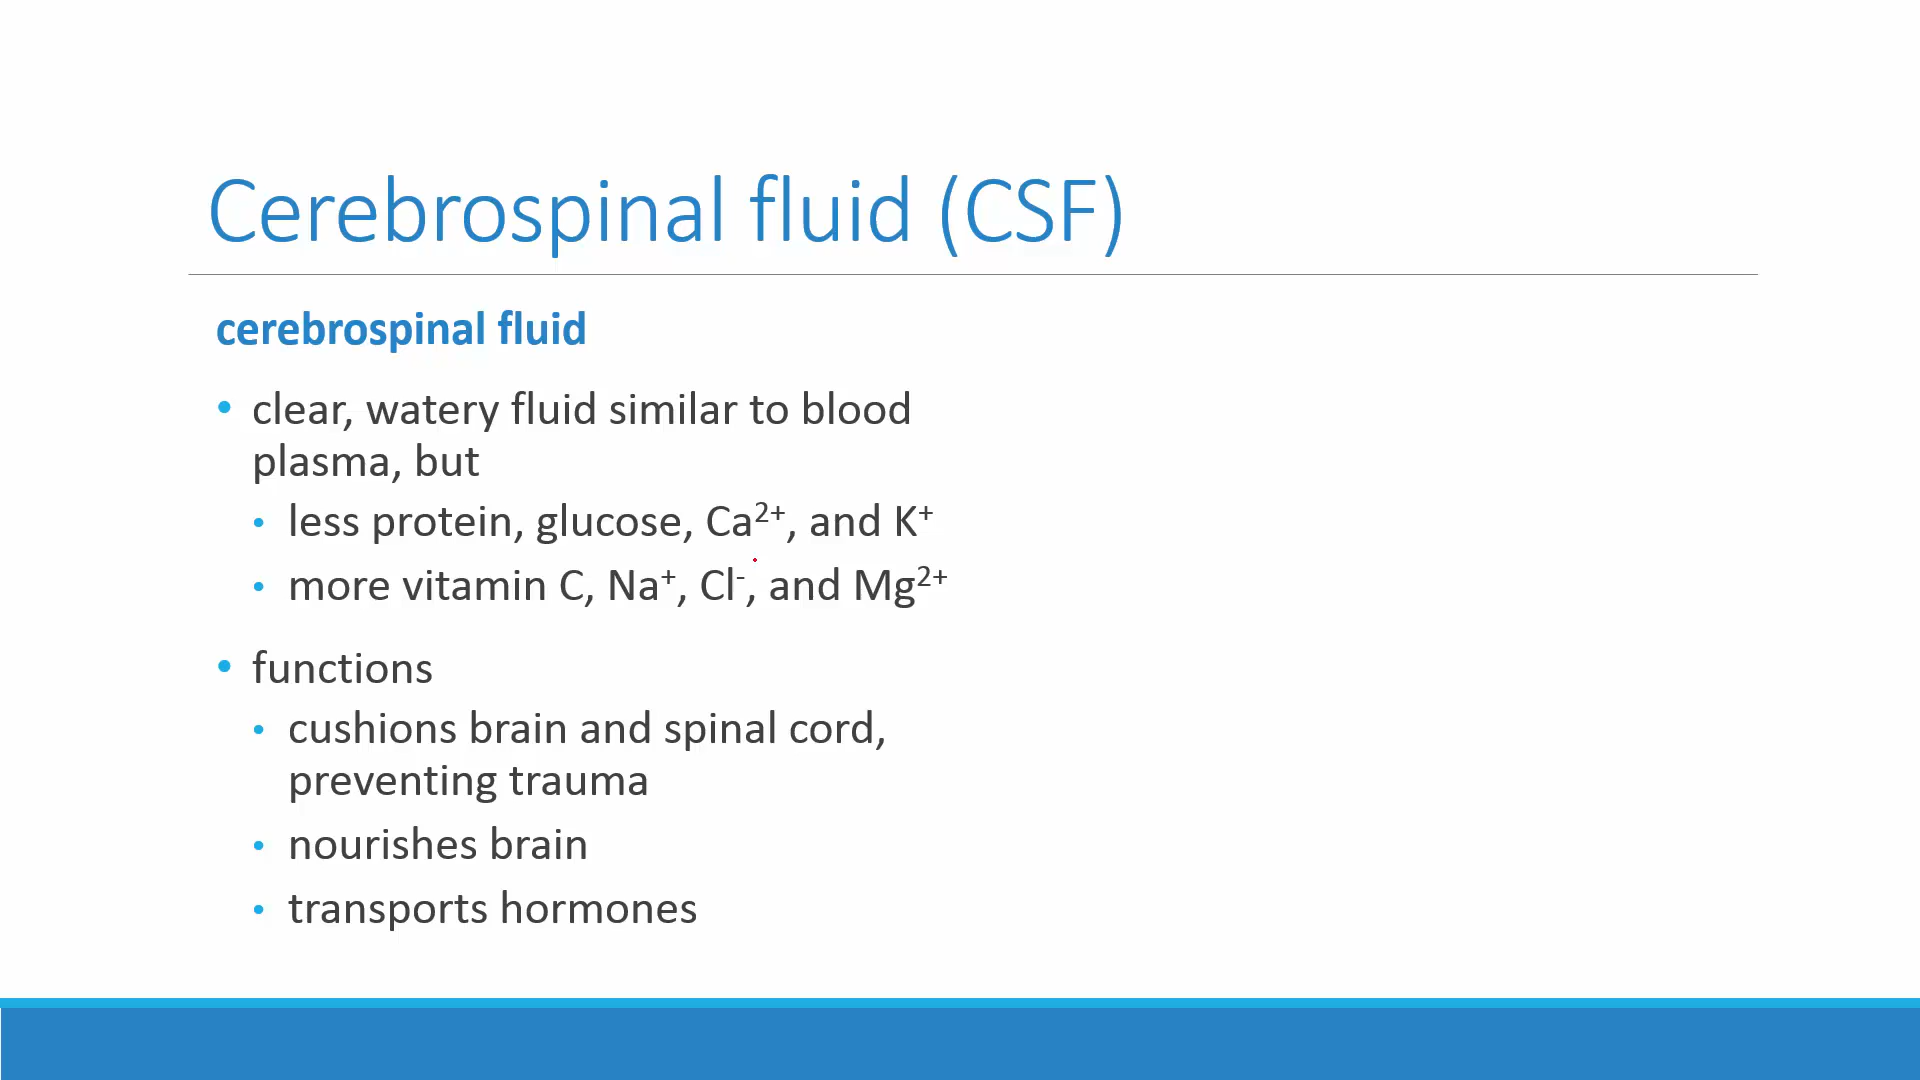 Cerebrospinal fluid (CSF)
cerebrospinal fluid
• clear, watery fluid similar to blood
plasma, but
• less protein, glucose, Ca²⁺, and K⁺
• more vitamin C, Na⁺, Cl⁻, and Mg²⁺
• functions
• cushions brain and spinal cord,
preventing trauma
• nourishes brain
• transports hormones